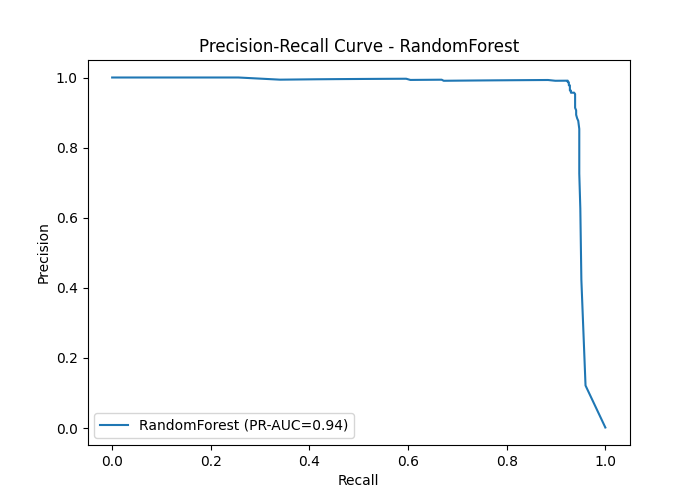 Precision-Recall Curve - RandomForest
Precision
1.0
0.8
0.6
0.4
0.2
0.0
RandomForest (PR-AUC=0.94)
0.0 0.2 0.4 0.6 0.8 1.0
Recall